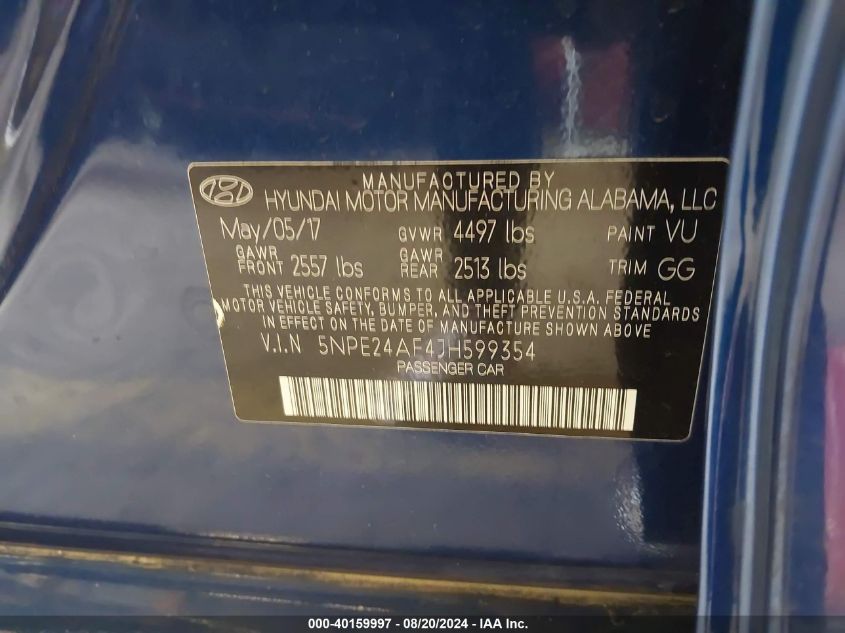 MANUFACTURED BY
HYUNDAI MOTOR MANUFACTURING ALABAMA, LLC
May/05/17 GVWR 4497 lbs PAINT VU
GAWR FRONT 2557 lbs GAWR REAR 2513 lbs TRIM GG
THIS VEHICLE CONFORMS TO ALL APPLICABLE U.S.A. FEDERAL
MOTOR VEHICLE SAFETY, BUMPER, AND THEFT PREVENTION STANDARDS
IN EFFECT ON THE DATE OF MANUFACTURE SHOWN ABOVE
V.I.N 5NPE24AF4JH599354
PASSENGER CAR
000-40159997 - 08/20/2024 - IAA Inc.